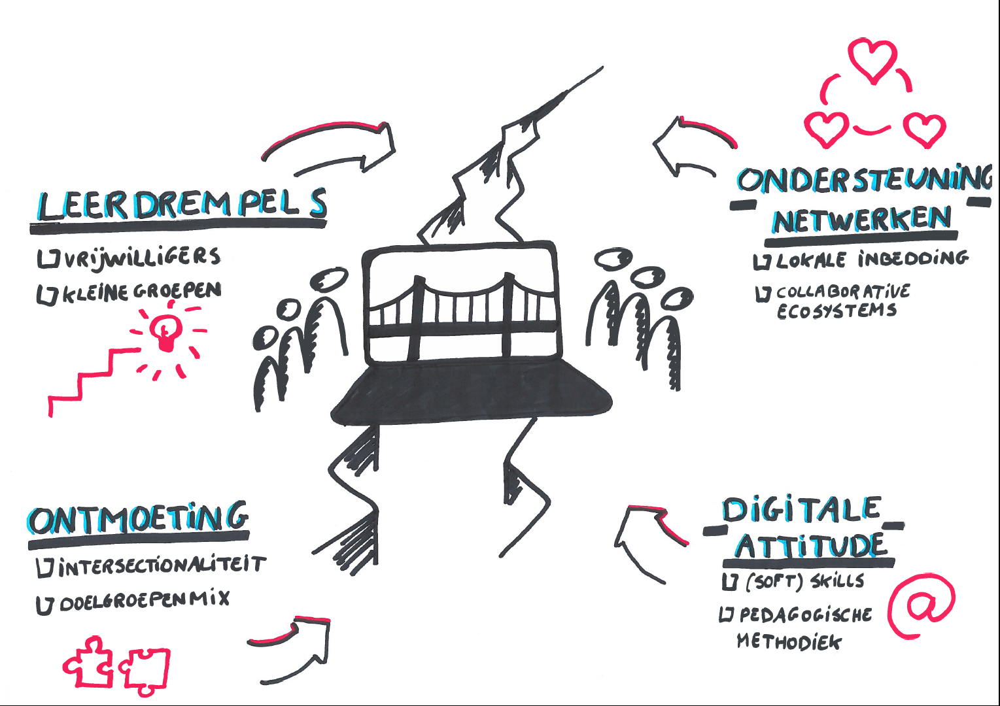 LEERDREMPELS
VRIJWILLIGERS
KLEINE GROEPEN
ONDERSTEUNING
NETWERKEN
LOKALE INBEDDING
COLLABORATIVE
ECOSYSTEMS
ONTMOETING
INTERSECTIONALITEIT
DOELGROEPENMIX
DIGITALE
ATTITUDE
(SOFT) SKILLS
PEDAGOGISCHE
METHODIEK
@